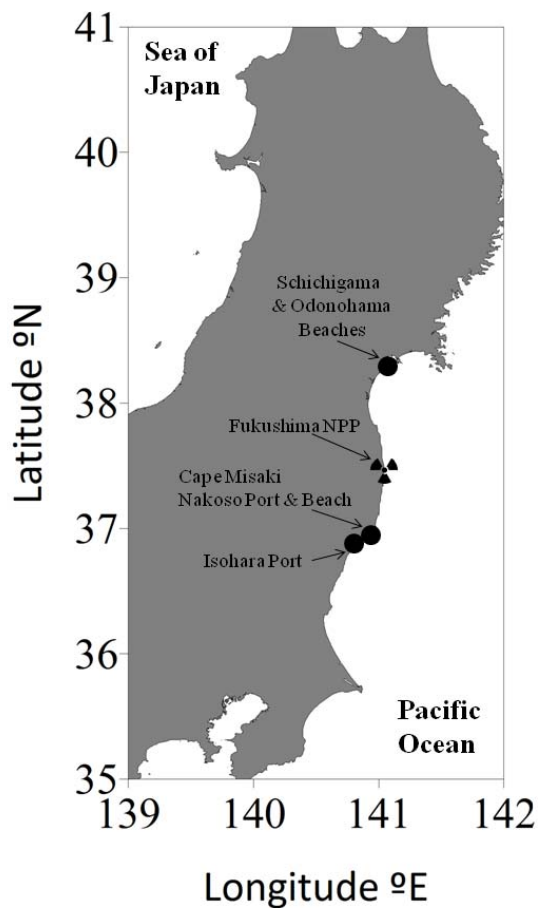 41
Sea of
Japan
40
39
Schichigama
& Odonohama
Beaches
38
Fukushima NPP
Cape Misaki
Nakoso Port & Beach
37
Isohara Port
36
Pacific
Ocean
35
139
140
141
142
Latitude ºN
Longitude ºE